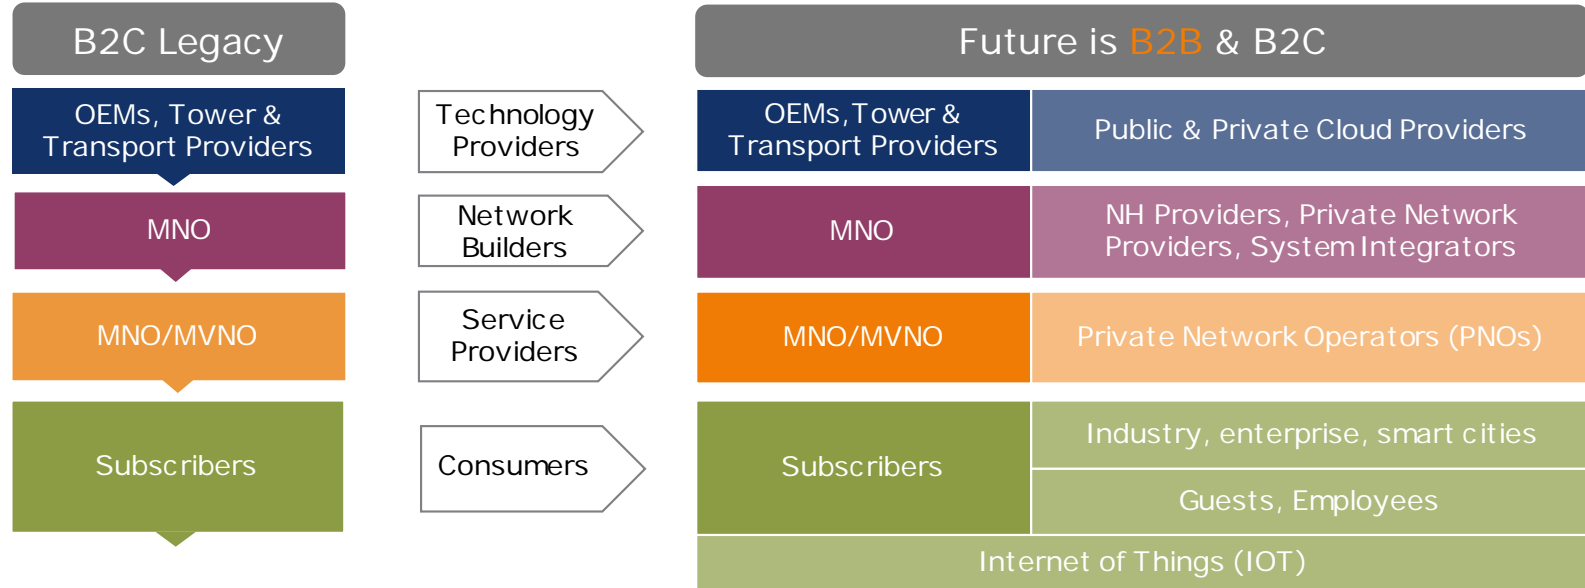 B2C Legacy
Future is B2B & B2C
OEMs, Tower &
Transport Providers
Technology
Providers
OEMs,Tower &
Transport Providers
Public & Private Cloud Providers
MNO
Network
Builders
MNO
NH Providers, Private Network
Providers, System Integrators
MNO/MVNO
Service
Providers
MNO/MVNO
Private Network Operators (PNOs)
Subscribers
Consumers
Subscribers
Industry, enterprise, smart cities
Guests, Employees
Internet of Things (IOT)